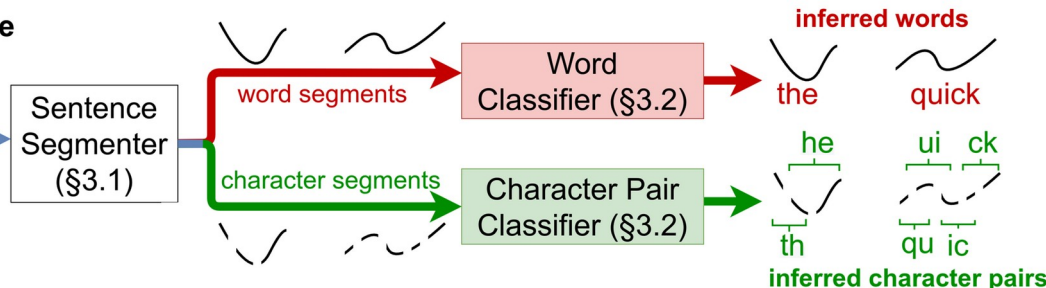 e
Sentence
Segmenter
(§3.1)
word segments
character segments
Word
Classifier (§3.2)
Character Pair
Classifier (§3.2)
inferred words
the quick
he ui ck
th qu ic
inferred character pairs